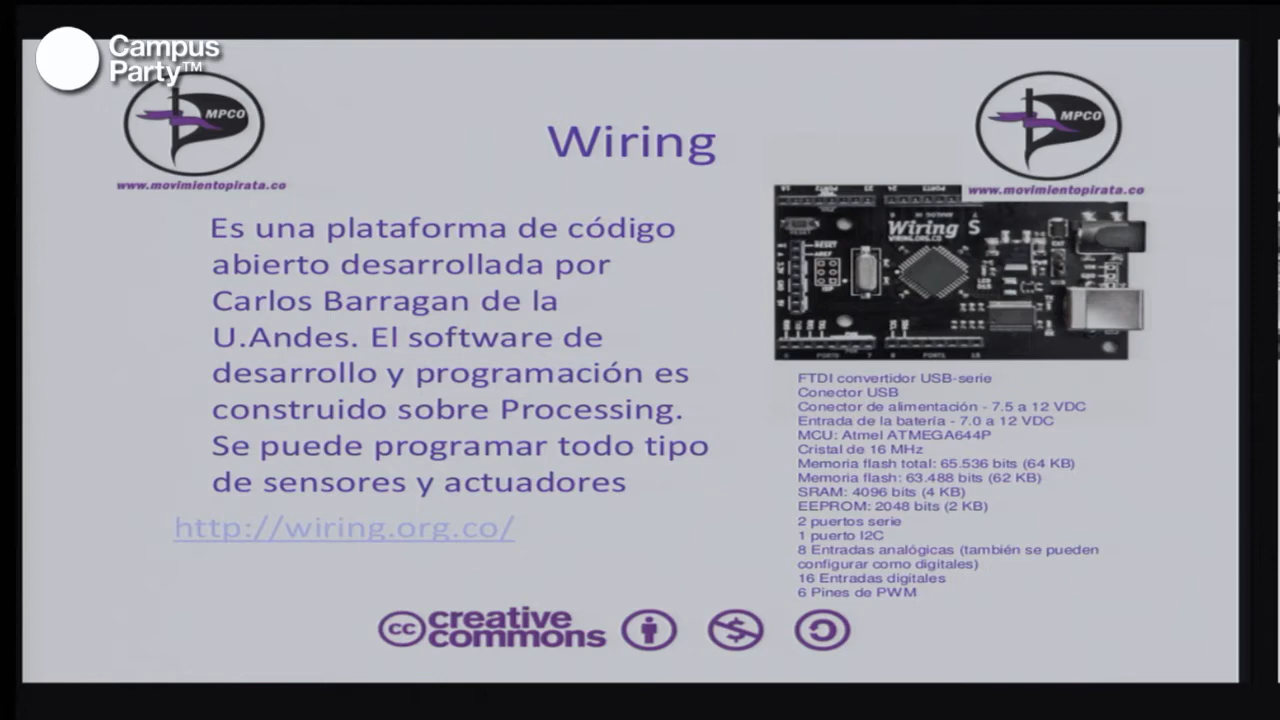 Campus
Party™
MPCO
www.movimientopirata.co
MPCO
www.movimientopirata.co
Wiring
Es una plataforma de código
abierto desarrollada por
Carlos Barragan de la
U.Andes. El software de
desarrollo y programación es
construido sobre Processing.
Se puede programar todo tipo
de sensores y actuadores
http://wiring.org.co/
Wiring S
WIRING.ORG.CO
RESET
AREF
FTDI convertidor USB-serie
Conector USB
Conector de alimentación - 7.5 a 12 VDC
Entrada de la batería - 7.0 a 12 VDC
MCU: Atmel ATMEGA644P
Cristal de 16 MHz
Memoria flash total: 65.536 bits (64 KB)
Memoria flash: 63.488 bits (62 KB)
SRAM: 4096 bits (4 KB)
EEPROM: 2048 bits (2 KB)
2 puertos serie
1 puerto I2C
8 Entradas analógicas (también se pueden
configurar como digitales)
16 Entradas digitales
6 Pines de PWM
cc creative
commons